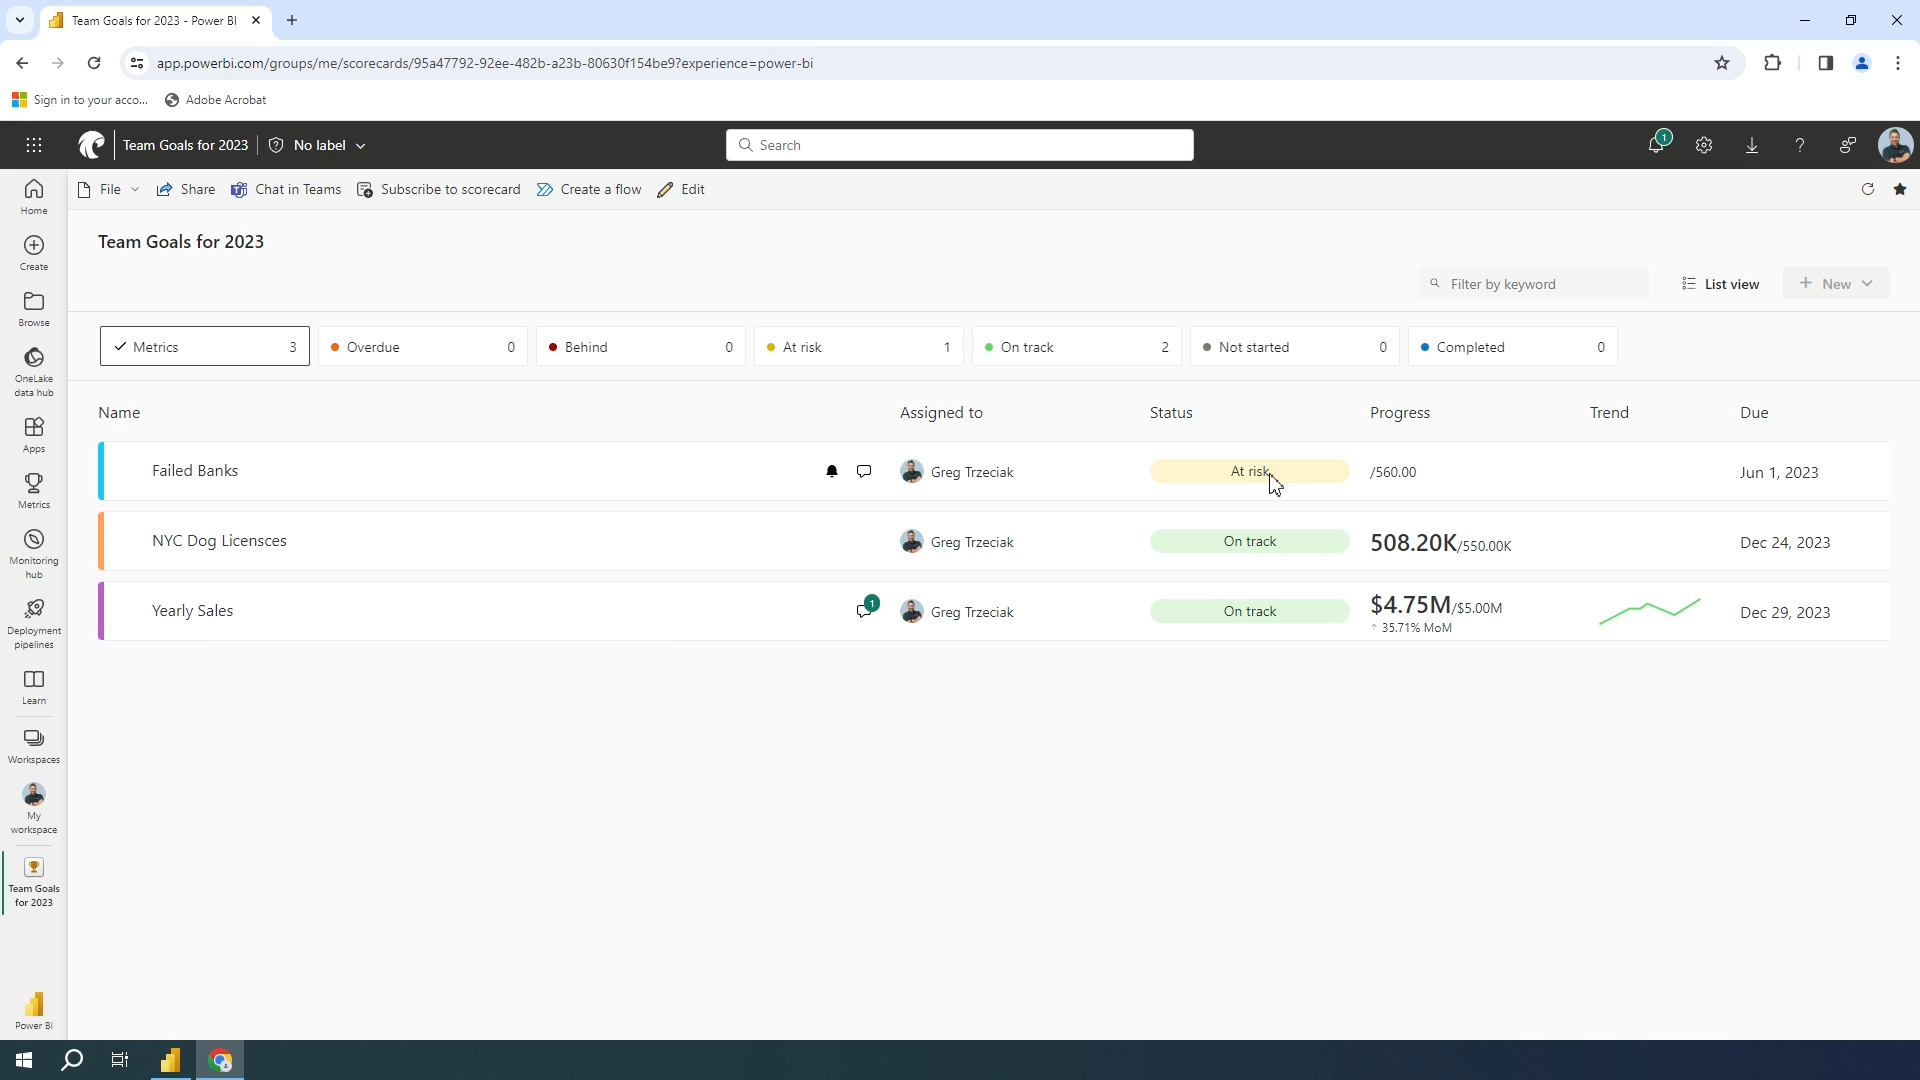 Team Goals for 2023 - Power BI
app.powerbi.com/groups/me/scorecards/95a47792-92ee-482b-a23b-80630f154be9?experience=power-bi
Sign in to your acco...
Adobe Acrobat
Team Goals for 2023
No label
Search
1
Home
Create
Browse
OneLake
data hub
Apps
Metrics
Monitoring
hub
Deployment
pipelines
Learn
Workspaces
My
workspace
Team Goals
for 2023
Power BI
File
Share
Chat in Teams
Subscribe to scorecard
Create a flow
Edit
Team Goals for 2023
Filter by keyword
List view
New
Metrics 3
Overdue 0
Behind 0
At risk 1
On track 2
Not started 0
Completed 0
Name Assigned to Status Progress Trend Due
Failed Banks Greg Trzeciak At risk /560.00 Jun 1, 2023
NYC Dog Licensces Greg Trzeciak On track 508.20K/550.00K Dec 24, 2023
Yearly Sales 1 Greg Trzeciak On track $4.75M/$5.00M Dec 29, 2023
↑ 35.71% MoM